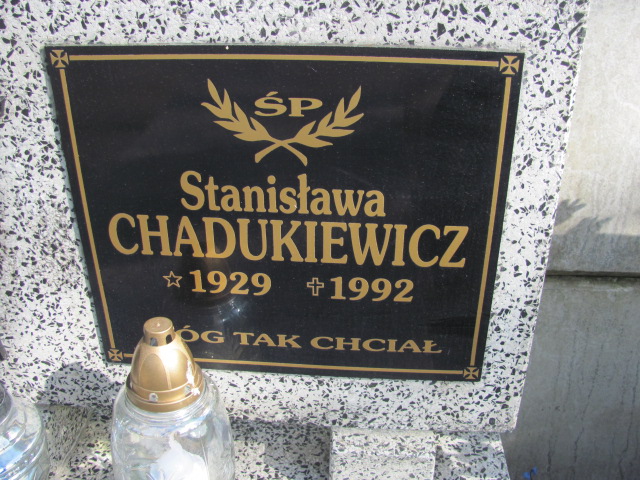 ŚP
Stanisława
CHADUKIEWICZ
1929 1992
TAK CHCIAŁ